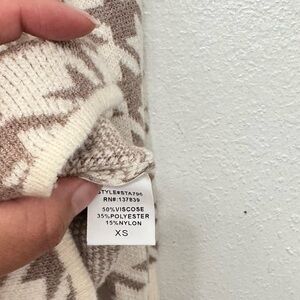 STYLE#STA796
RN#:137839
50%VISCOSE
35%POLYESTER
15%NYLON
XS